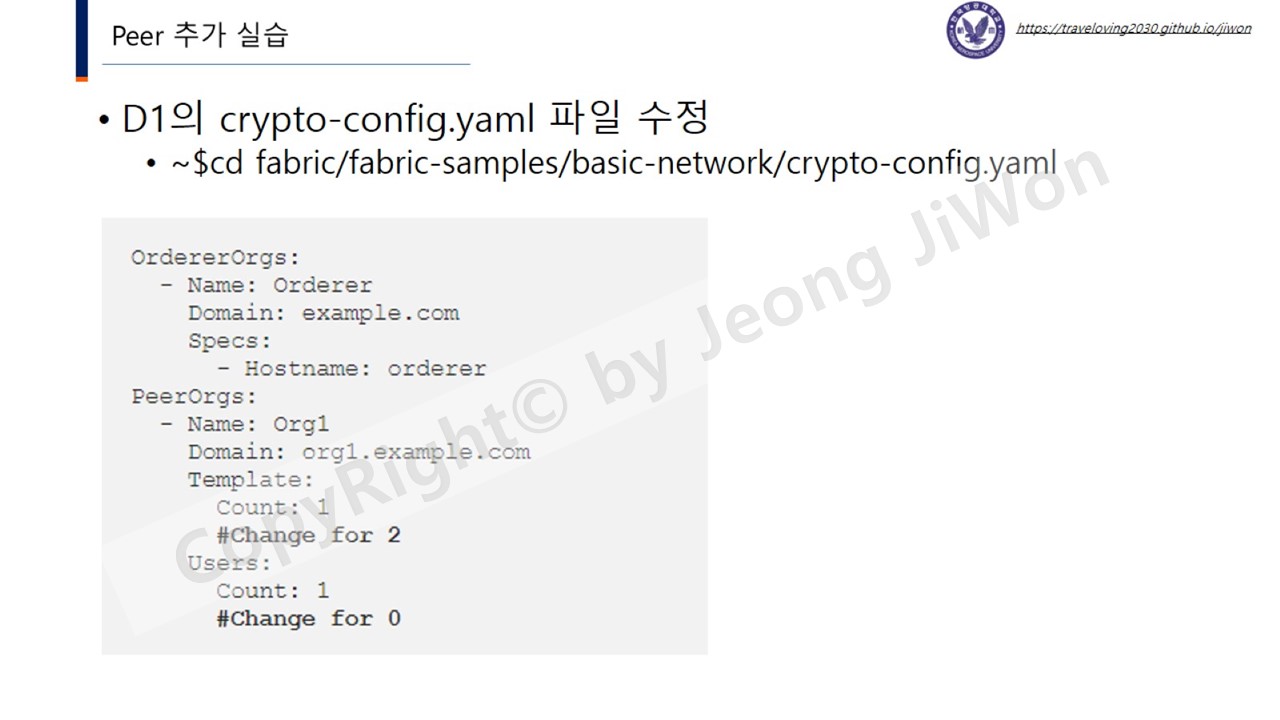 Peer 추가 실습
https://traveloving2030.github.io/jiwon
• D1의 crypto-config.yaml 파일 수정
• ~$cd fabric/fabric-samples/basic-network/crypto-config.yaml
OrdererOrgs:
- Name: Orderer
Domain: example.com
Specs:
- Hostname: orderer
PeerOrgs:
- Name: Org1
Domain: org1.example.com
Template:
Count: 1
#Change for 2
Users:
Count: 1
#Change for 0
CopyRight© by Jeong JiWon